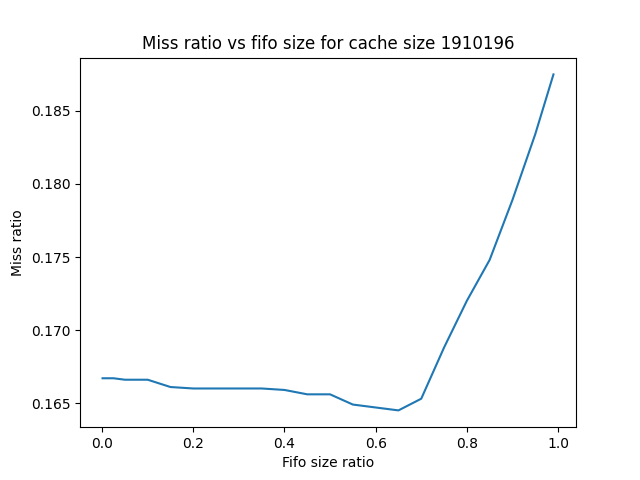 Miss ratio vs fifo size for cache size 1910196
0.185
0.180
0.175
0.170
0.165
Miss ratio
0.0 0.2 0.4 0.6 0.8 1.0
Fifo size ratio